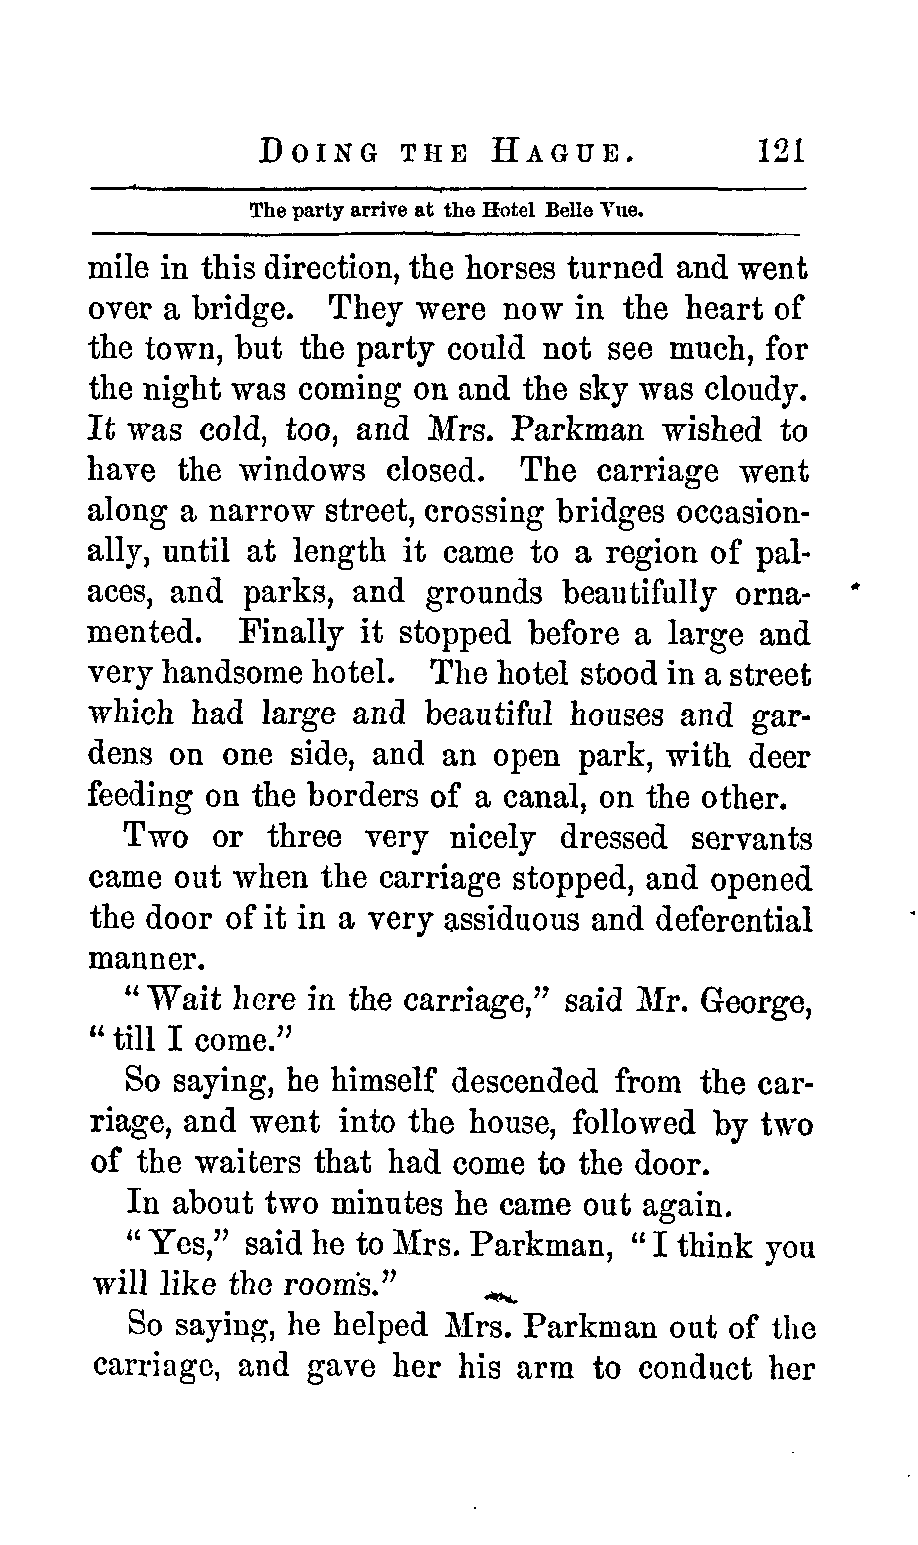 DOING THE HAGUE. 121
The party arrive at the Hotel Belle Vue.
mile in this direction, the horses turned and went
over a bridge. They were now in the heart of
the town, but the party could not see much, for
the night was coming on and the sky was cloudy.
It was cold, too, and Mrs. Parkman wished to
have the windows closed. The carriage went
along a narrow street, crossing bridges occasion-
ally, until at length it came to a region of pal-
aces, and parks, and grounds beautifully orna-
mented. Finally it stopped before a large and
very handsome hotel. The hotel stood in a street
which had large and beautiful houses and gar-
dens on one side, and an open park, with deer
feeding on the borders of a canal, on the other.
Two or three very nicely dressed servants
came out when the carriage stopped, and opened
the door of it in a very assiduous and deferential
manner.
“Wait here in the carriage,” said Mr. George,
“till I come.”
So saying, he himself descended from the car-
riage, and went into the house, followed by two
of the waiters that had come to the door.
In about two minutes he came out again.
“Yes,” said he to Mrs. Parkman, “I think you
will like the rooms.”
So saying, he helped Mrs. Parkman out of the
carriage, and gave her his arm to conduct her